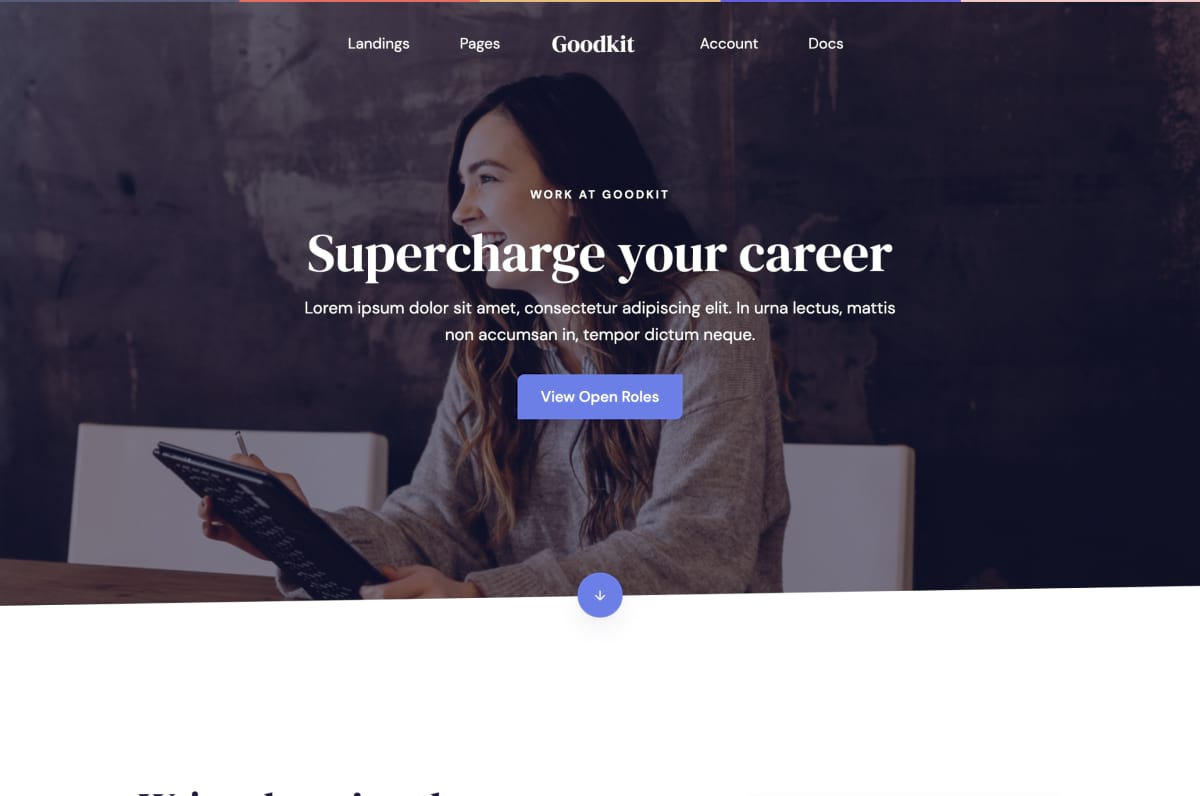 Landings Pages Goodkit Account Docs
WORK AT GOODKIT
Supercharge your career
Lorem ipsum dolor sit amet, consectetur adipiscing elit. In urna lectus, mattis
non accumsan in, tempor dictum neque.
View Open Roles